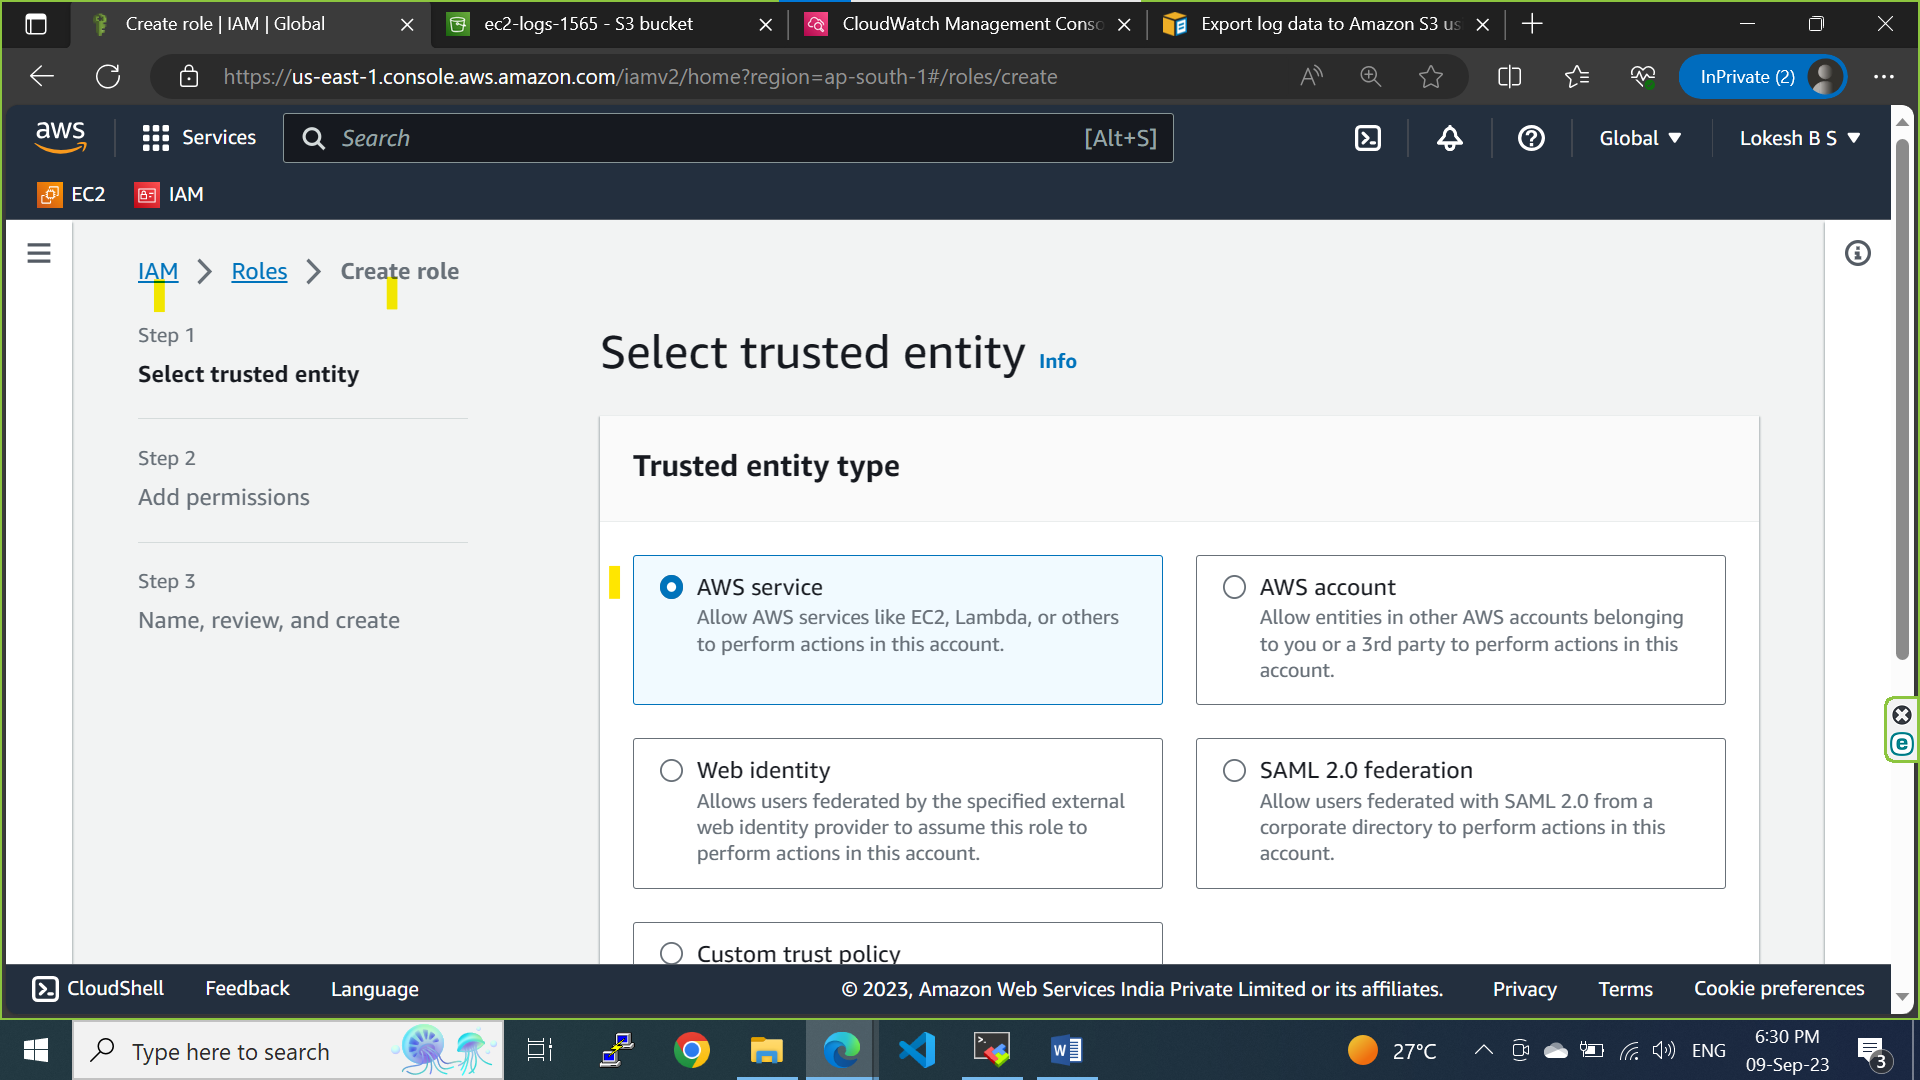 Create role | IAM | Global
ec2-logs-1565 - S3 bucket
CloudWatch Management Conso
Export log data to Amazon S3 us
https://us-east-1.console.aws.amazon.com/iamv2/home?region=ap-south-1#/roles/create
InPrivate (2)
aws
Services
Search
[Alt+S]
Global
Lokesh B S
EC2
IAM
IAM
Roles
Create role
Step 1
Select trusted entity
Step 2
Add permissions
Step 3
Name, review, and create
Select trusted entity Info
Trusted entity type
AWS service
Allow AWS services like EC2, Lambda, or others
to perform actions in this account.
AWS account
Allow entities in other AWS accounts belonging
to you or a 3rd party to perform actions in this
account.
Web identity
Allows users federated by the specified external
web identity provider to assume this role to
perform actions in this account.
SAML 2.0 federation
Allow users federated with SAML 2.0 from a
corporate directory to perform actions in this
account.
Custom trust policy
CloudShell
Feedback
Language
© 2023, Amazon Web Services India Private Limited or its affiliates.
Privacy
Terms
Cookie preferences
Type here to search
27°C
ENG
6:30 PM
09-Sep-23
3